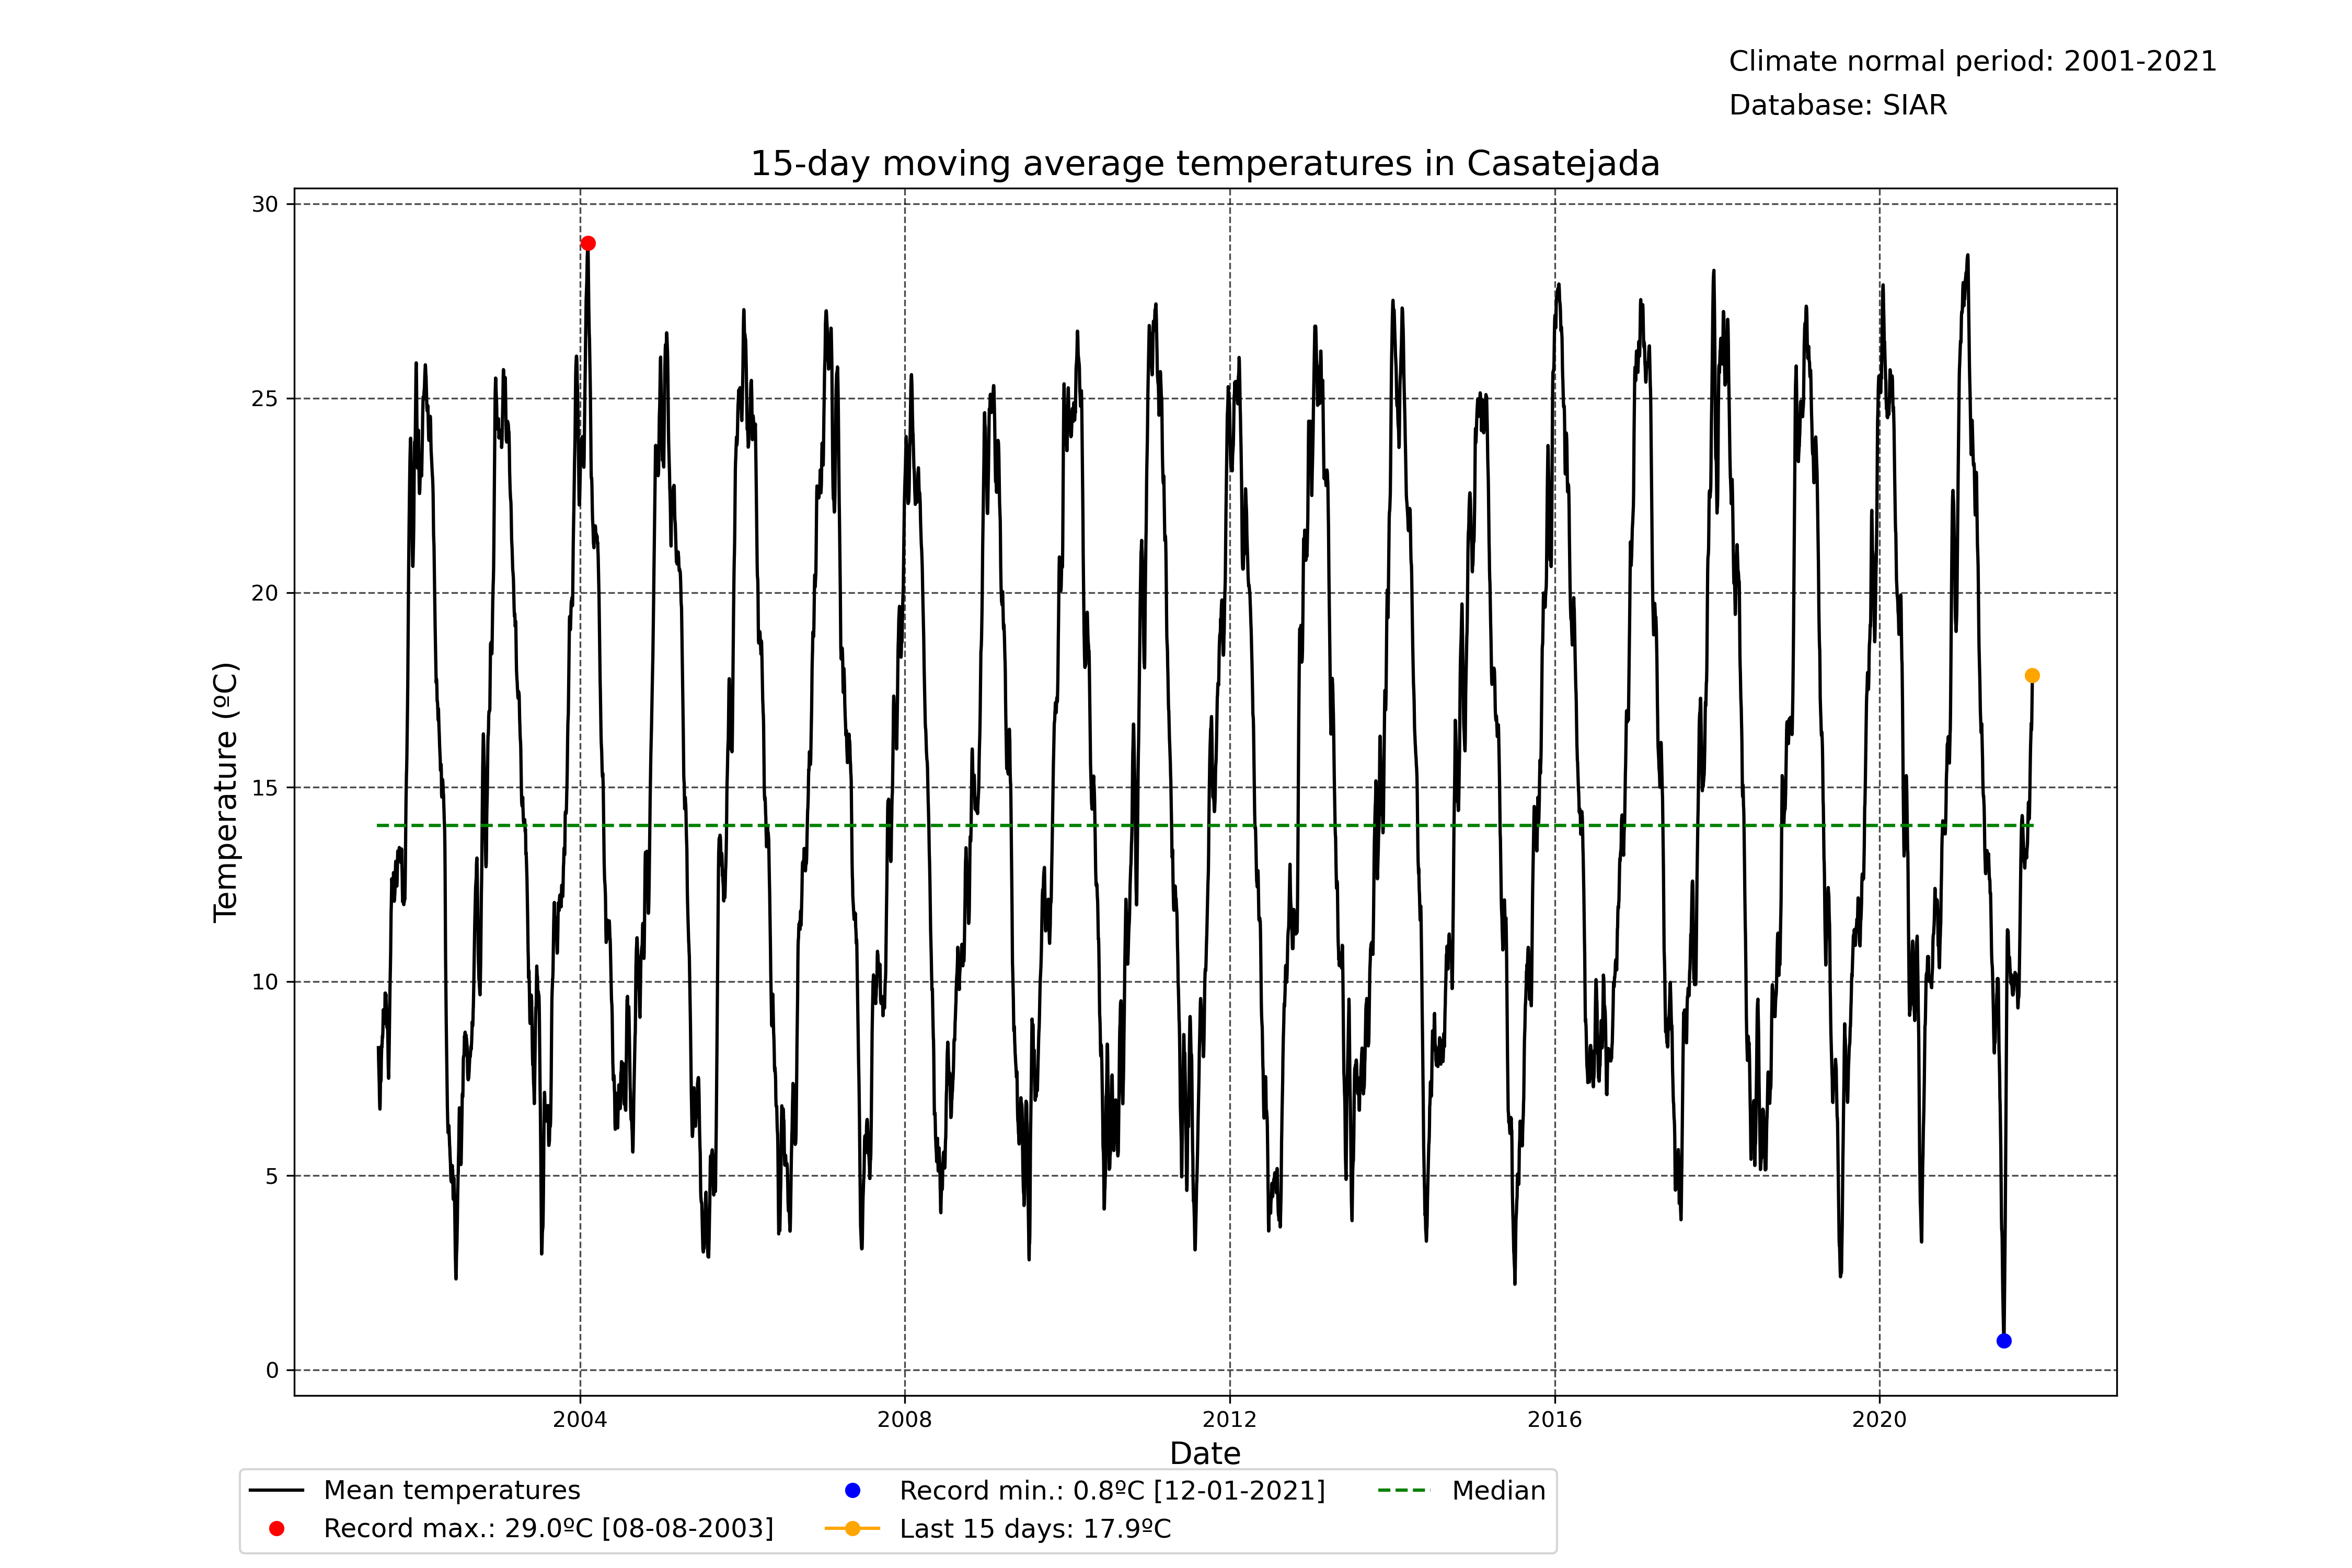 Climate normal period: 2001-2021
Database: SIAR
15-day moving average temperatures in Casatejada
30
25
20
15
10
5
0
Temperature (ºC)
2004 2008 2012 2016 2020
Date
Mean temperatures
Record max.: 29.0ºC [08-08-2003]
Record min.: 0.8ºC [12-01-2021]
Last 15 days: 17.9ºC
Median